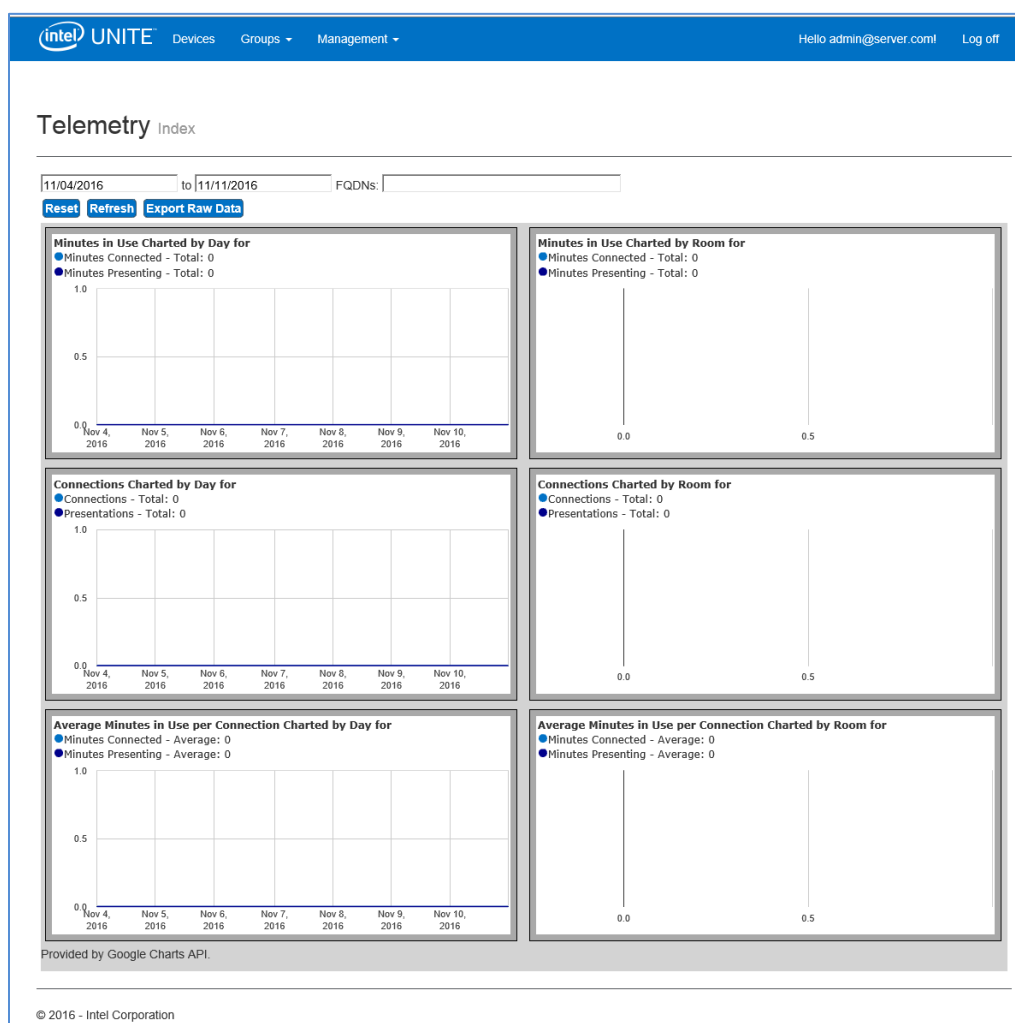 intel UNITE™ Devices Groups Management Hello admin@server.com! Log off
Telemetry Index
11/04/2016 to 11/11/2016 FQDNs:
Reset Refresh Export Raw Data
Minutes in Use Charted by Day for
Minutes Connected - Total: 0
Minutes Presenting - Total: 0
1.0
0.5
0.0
Nov 4, 2016 Nov 5, 2016 Nov 6, 2016 Nov 7, 2016 Nov 8, 2016 Nov 9, 2016 Nov 10, 2016
Minutes in Use Charted by Room for
Minutes Connected - Total: 0
Minutes Presenting - Total: 0
0.0 0.5
Connections Charted by Day for
Connections - Total: 0
Presentations - Total: 0
1.0
0.5
0.0
Nov 4, 2016 Nov 5, 2016 Nov 6, 2016 Nov 7, 2016 Nov 8, 2016 Nov 9, 2016 Nov 10, 2016
Connections Charted by Room for
Connections - Total: 0
Presentations - Total: 0
0.0 0.5
Average Minutes in Use per Connection Charted by Day for
Minutes Connected - Average: 0
Minutes Presenting - Average: 0
1.0
0.5
0.0
Nov 4, 2016 Nov 5, 2016 Nov 6, 2016 Nov 7, 2016 Nov 8, 2016 Nov 9, 2016 Nov 10, 2016
Average Minutes in Use per Connection Charted by Room for
Minutes Connected - Average: 0
Minutes Presenting - Average: 0
0.0 0.5
Provided by Google Charts API.
© 2016 - Intel Corporation